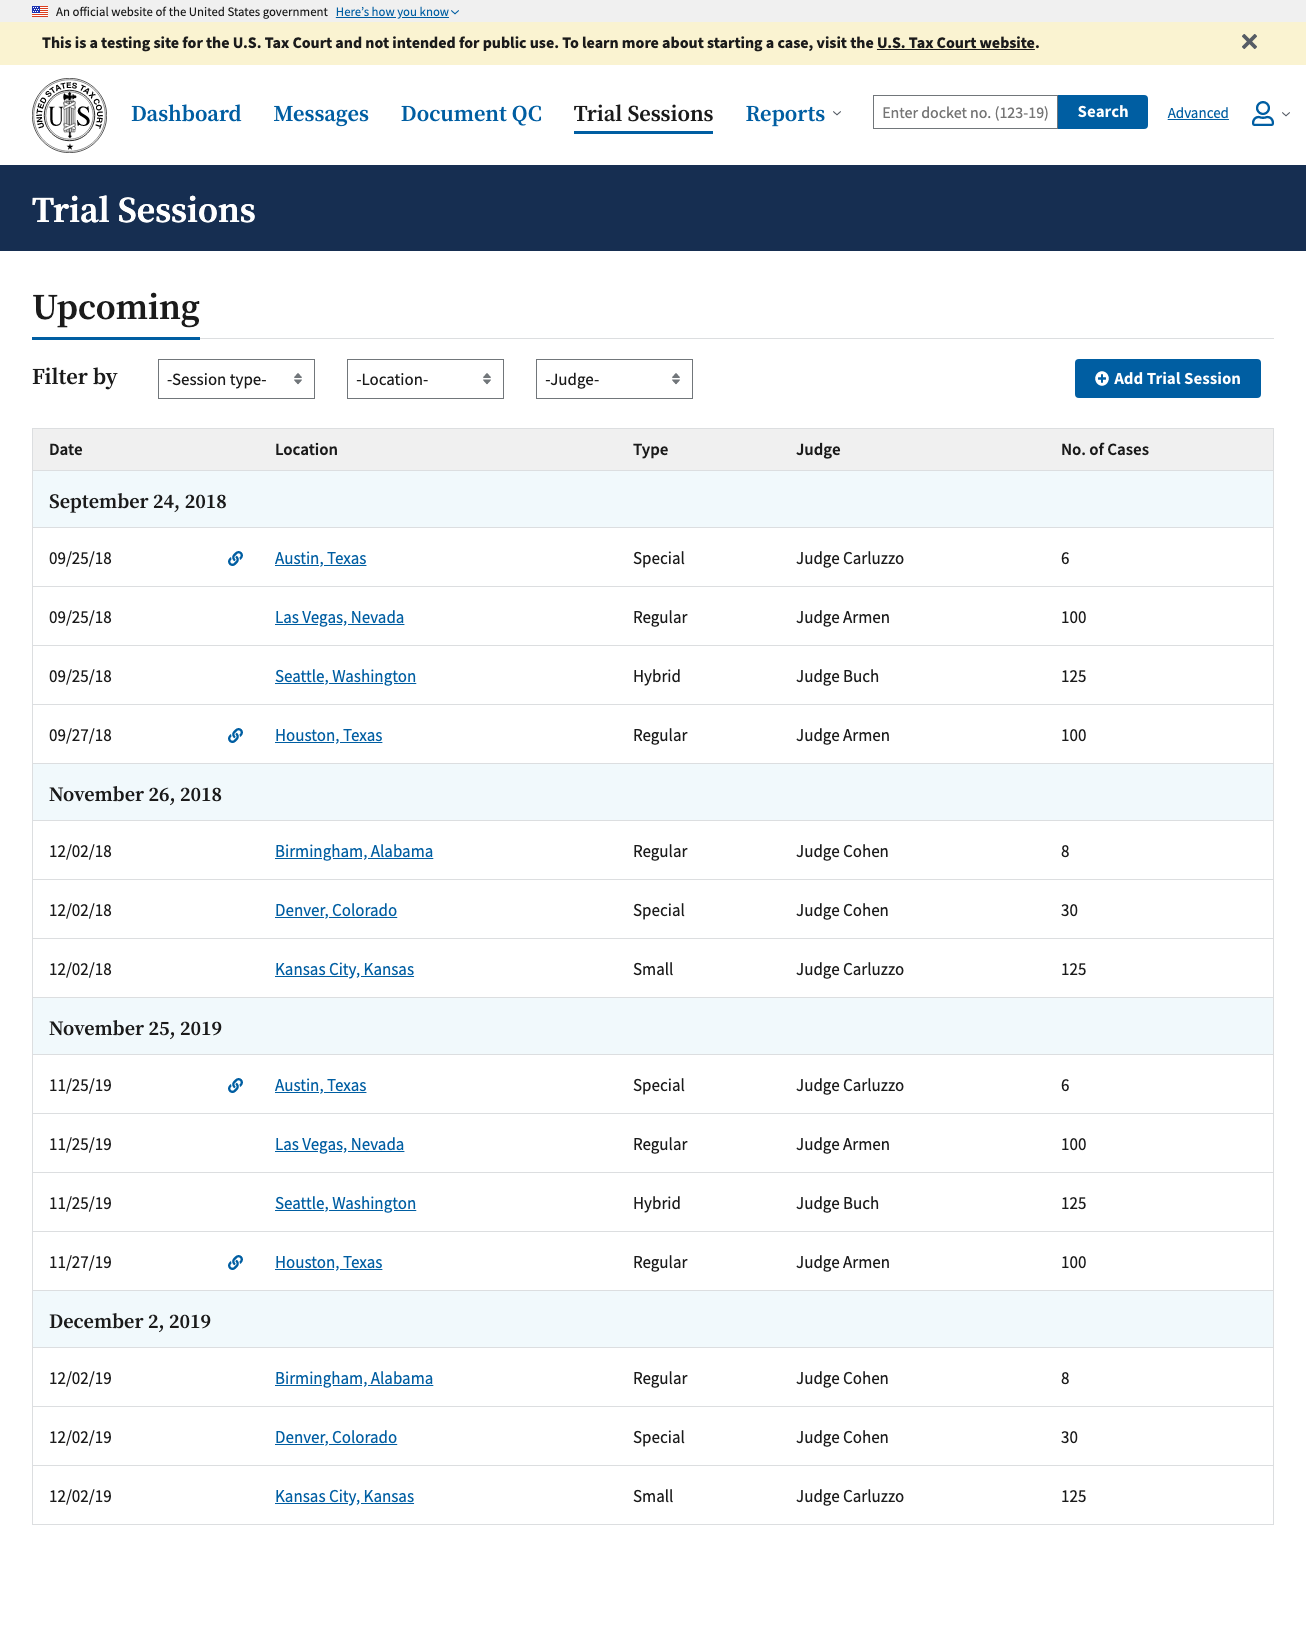 An official website of the United States government Here's how you know
This is a testing site for the U.S. Tax Court and not intended for public use. To learn more about starting a case, visit the U.S. Tax Court website.
UNITED STATES TAX COURT
US
Dashboard Messages Document QC Trial Sessions Reports Enter docket no. (123-19) Search Advanced
Trial Sessions
Upcoming
Filter by -Session type- -Location- -Judge- Add Trial Session
Date Location Type Judge No. of Cases
September 24, 2018
09/25/18 Austin, Texas Special Judge Carluzzo 6
09/25/18 Las Vegas, Nevada Regular Judge Armen 100
09/25/18 Seattle, Washington Hybrid Judge Buch 125
09/27/18 Houston, Texas Regular Judge Armen 100
November 26, 2018
12/02/18 Birmingham, Alabama Regular Judge Cohen 8
12/02/18 Denver, Colorado Special Judge Cohen 30
12/02/18 Kansas City, Kansas Small Judge Carluzzo 125
November 25, 2019
11/25/19 Austin, Texas Special Judge Carluzzo 6
11/25/19 Las Vegas, Nevada Regular Judge Armen 100
11/25/19 Seattle, Washington Hybrid Judge Buch 125
11/27/19 Houston, Texas Regular Judge Armen 100
December 2, 2019
12/02/19 Birmingham, Alabama Regular Judge Cohen 8
12/02/19 Denver, Colorado Special Judge Cohen 30
12/02/19 Kansas City, Kansas Small Judge Carluzzo 125